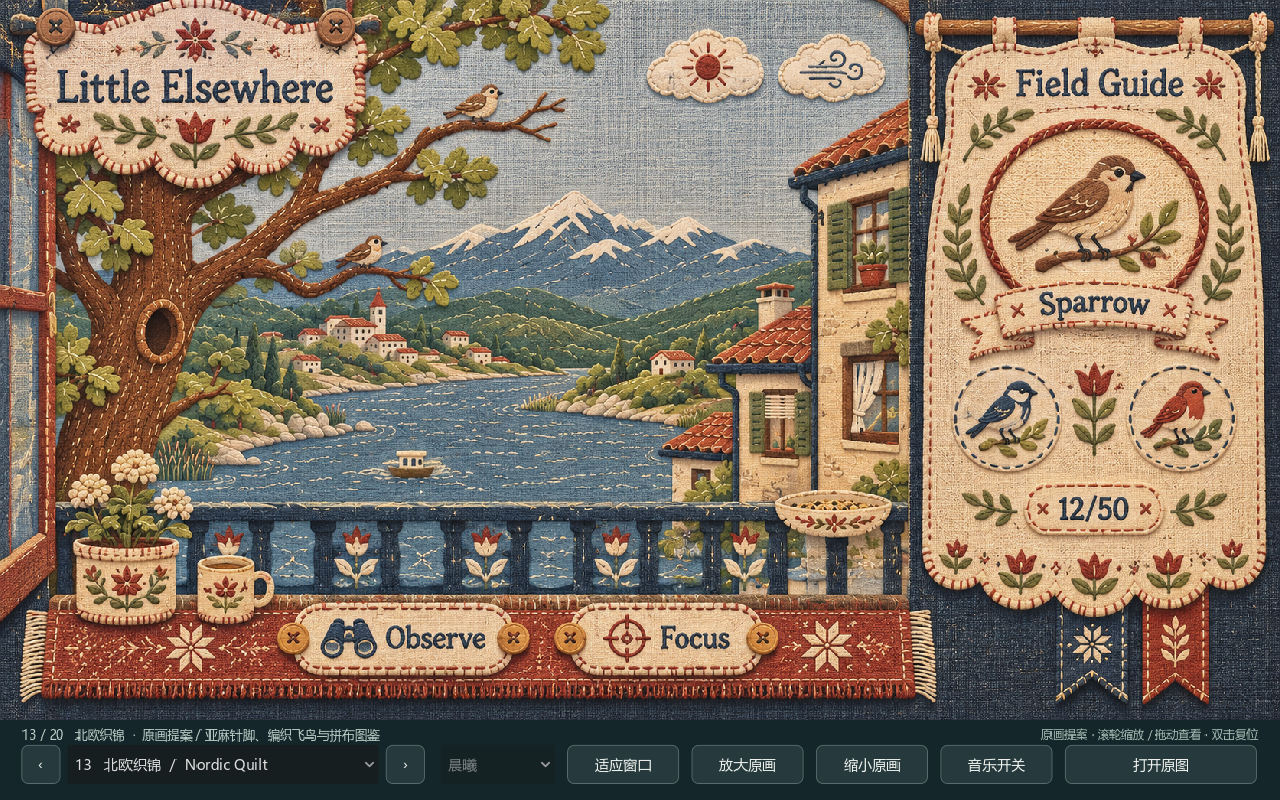 Little Elsewhere
Field Guide
Sparrow
12/50
Observe
Focus
13 / 20 北欧织锦 · 原画提案 / 亚麻针脚、编织飞鸟与拼布图鉴
原画提案 · 滚轮缩放 / 拖动查看 · 双击复位
‹
13 北欧织锦 / Nordic Quilt
›
晨曦
适应窗口
放大原画
缩小原画
音乐开关
打开原图